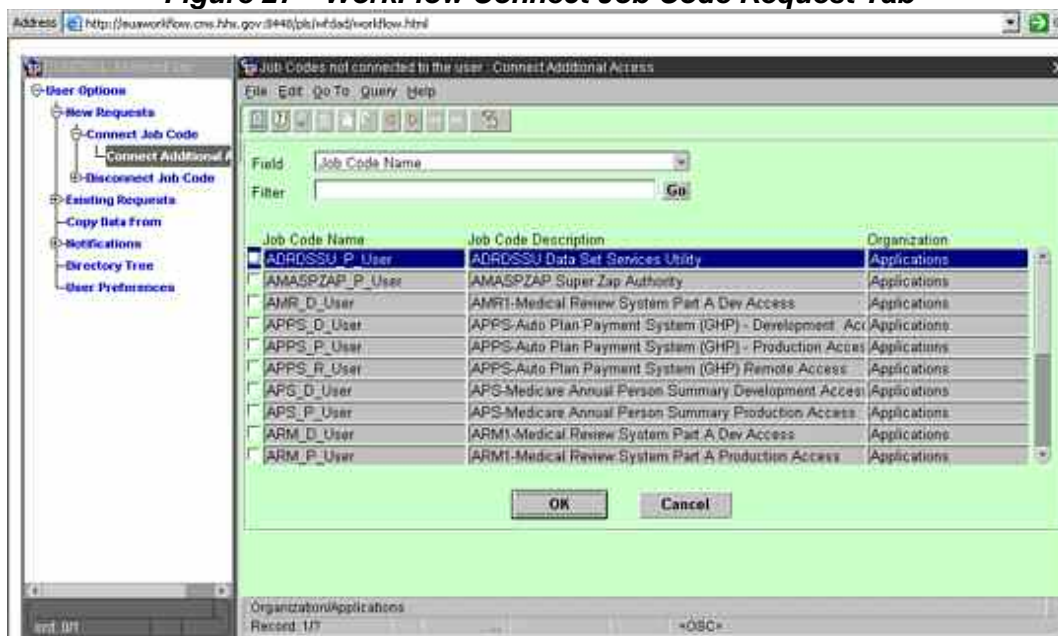 Figure 27 - WorkFlow Connect Job Code Request Tab
Address http://euaworkflow.cms.hhs.gov:8448/pls/wfdad/workflow.html
Job Codes not connected to the user : Connect Additional Access
File Edit Go To Query Help
User Options
New Requests
Connect Job Code
Connect Additional A
Disconnect Job Code
Existing Requests
Copy Data From
Notifications
Directory Tree
User Preferences
Field Job Code Name
Filter Go
Job Code Name Job Code Description Organization
ADRDSSU_P_User ADRDSSU Data Set Services Utility Applications
AMASPZAP_P_User AMASPZAP Super Zap Authority Applications
AMR_D_User AMR1-Medical Review System Part A Dev Access Applications
APPS_D_User APPS-Auto Plan Payment System (GHP) - Development Acc Applications
APPS_P_User APPS-Auto Plan Payment System (GHP) - Production Acces Applications
APPS_R_User APPS-Auto Plan Payment System (GHP) Remote Access Applications
APS_D_User APS-Medicare Annual Person Summary Development Acces Applications
APS_P_User APS-Medicare Annual Person Summary Production Access Applications
ARM_D_User ARM1-Medical Review System Part A Dev Access Applications
ARM_P_User ARM1-Medical Review System Part A Production Access Applications
OK Cancel
Organization/Applications
Record: 1/? ... <OSC>